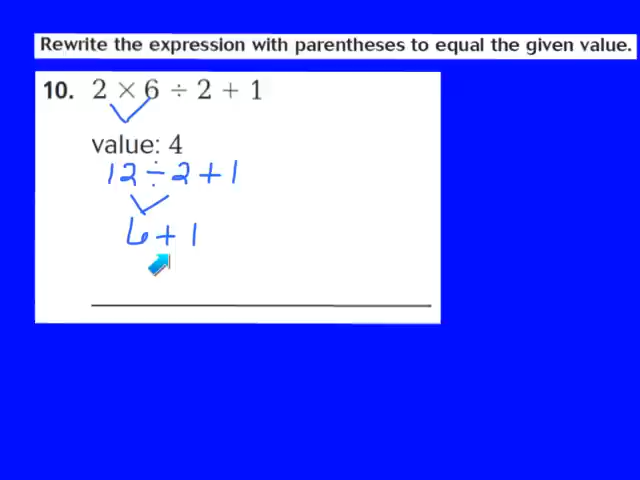 Rewrite the expression with parentheses to equal the given value.
10. 2 × 6 ÷ 2 + 1
value: 4
12 ÷ 2 + 1
6 + 1